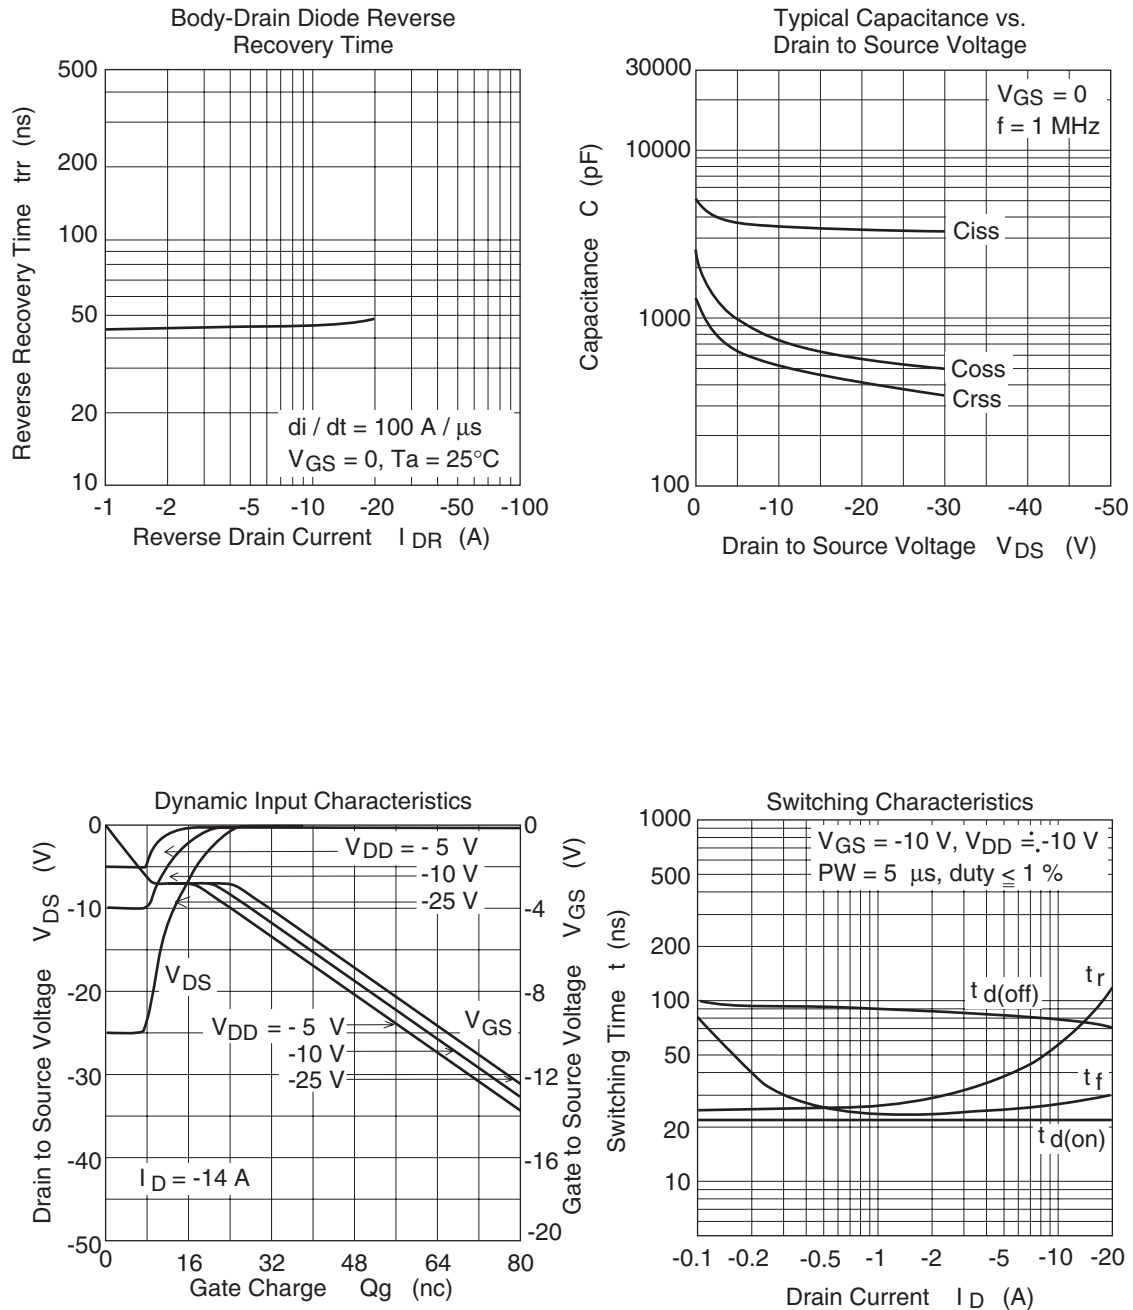 Body-Drain Diode Reverse
Recovery Time
500
200
100
50
20
10
Reverse Recovery Time trr (ns)
di / dt = 100 A / μs
VGS = 0, Ta = 25°C
-1 -2 -5 -10 -20 -50 -100
Reverse Drain Current I DR (A)
Typical Capacitance vs.
Drain to Source Voltage
30000
10000
1000
100
Capacitance C (pF)
VGS = 0
f = 1 MHz
Ciss
Coss
Crss
0 -10 -20 -30 -40 -50
Drain to Source Voltage VDS (V)
Dynamic Input Characteristics
0
-10
-20
-30
-40
-50
Drain to Source Voltage VDS (V)
VDD = - 5 V
-10 V
-25 V
VDS
VDD = - 5 V
-10 V
-25 V
VGS
I D = -14 A
0
-4
-8
-12
-16
-20
Gate to Source Voltage VGS (V)
0 16 32 48 64 80
Gate Charge Qg (nc)
Switching Characteristics
1000
500
200
100
50
20
10
Switching Time t (ns)
VGS = -10 V, VDD ≒ -10 V
PW = 5 μs, duty ≦ 1 %
t d(off)
t r
t f
t d(on)
-0.1 -0.2 -0.5 -1 -2 -5 -10 -20
Drain Current I D (A)